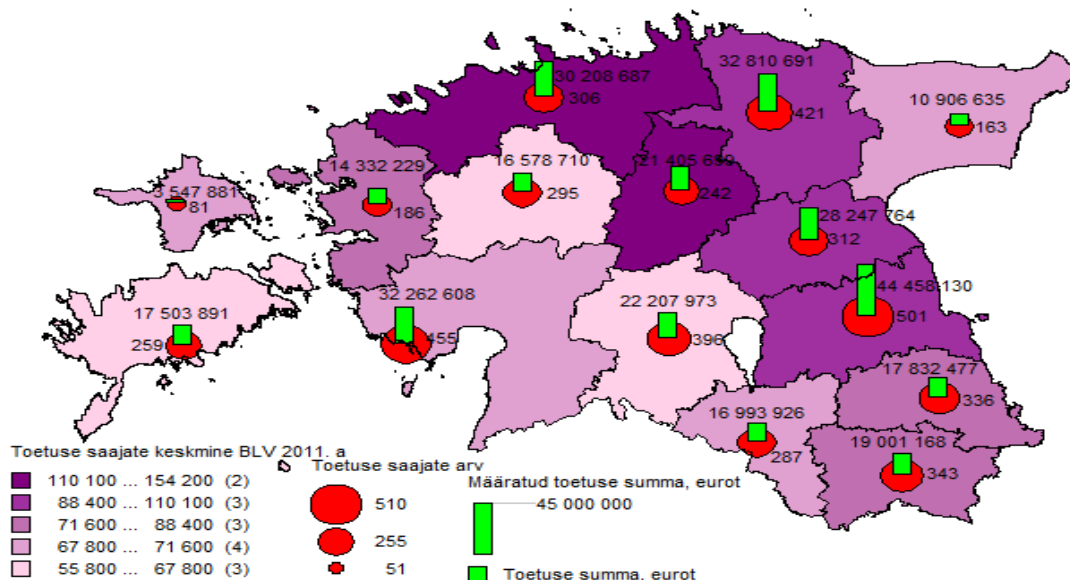 30 208 687
306
32 810 691
421
10 906 635
163
14 332 229
186
16 578 710
295
242
3 547 881
81
28 247 764
312
17 503 891
259
32 262 608
455
22 207 973
396
44 458 130
501
17 832 477
336
16 993 926
287
19 001 168
343
Toetuse saajate keskmine BLV 2011. a
110 100 ... 154 200 (2)
88 400 ... 110 100 (3)
71 600 ... 88 400 (3)
67 800 ... 71 600 (4)
55 800 ... 67 800 (3)
Toetuse saajate arv
510
255
51
Määratud toetuse summa, eurot
45 000 000
Toetuse summa, eurot